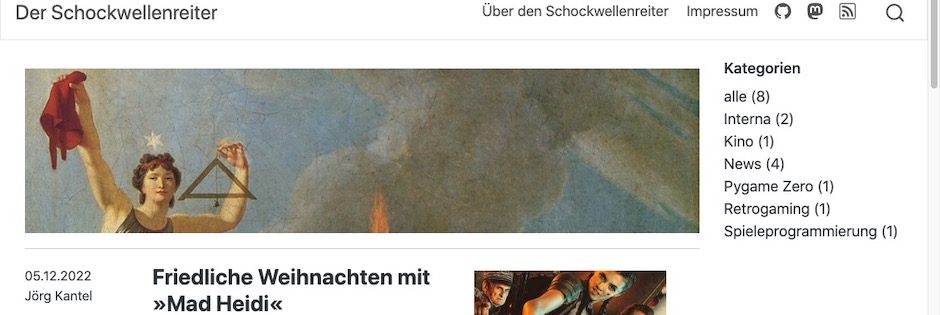 Der Schockwellenreiter
Über den Schockwellenreiter Impressum
Kategorien
alle (8)
Interna (2)
Kino (1)
News (4)
Pygame Zero (1)
Retrogaming (1)
Spieleprogrammierung (1)
05.12.2022
Jörg Kantel
Friedliche Weihnachten mit
»Mad Heidi«